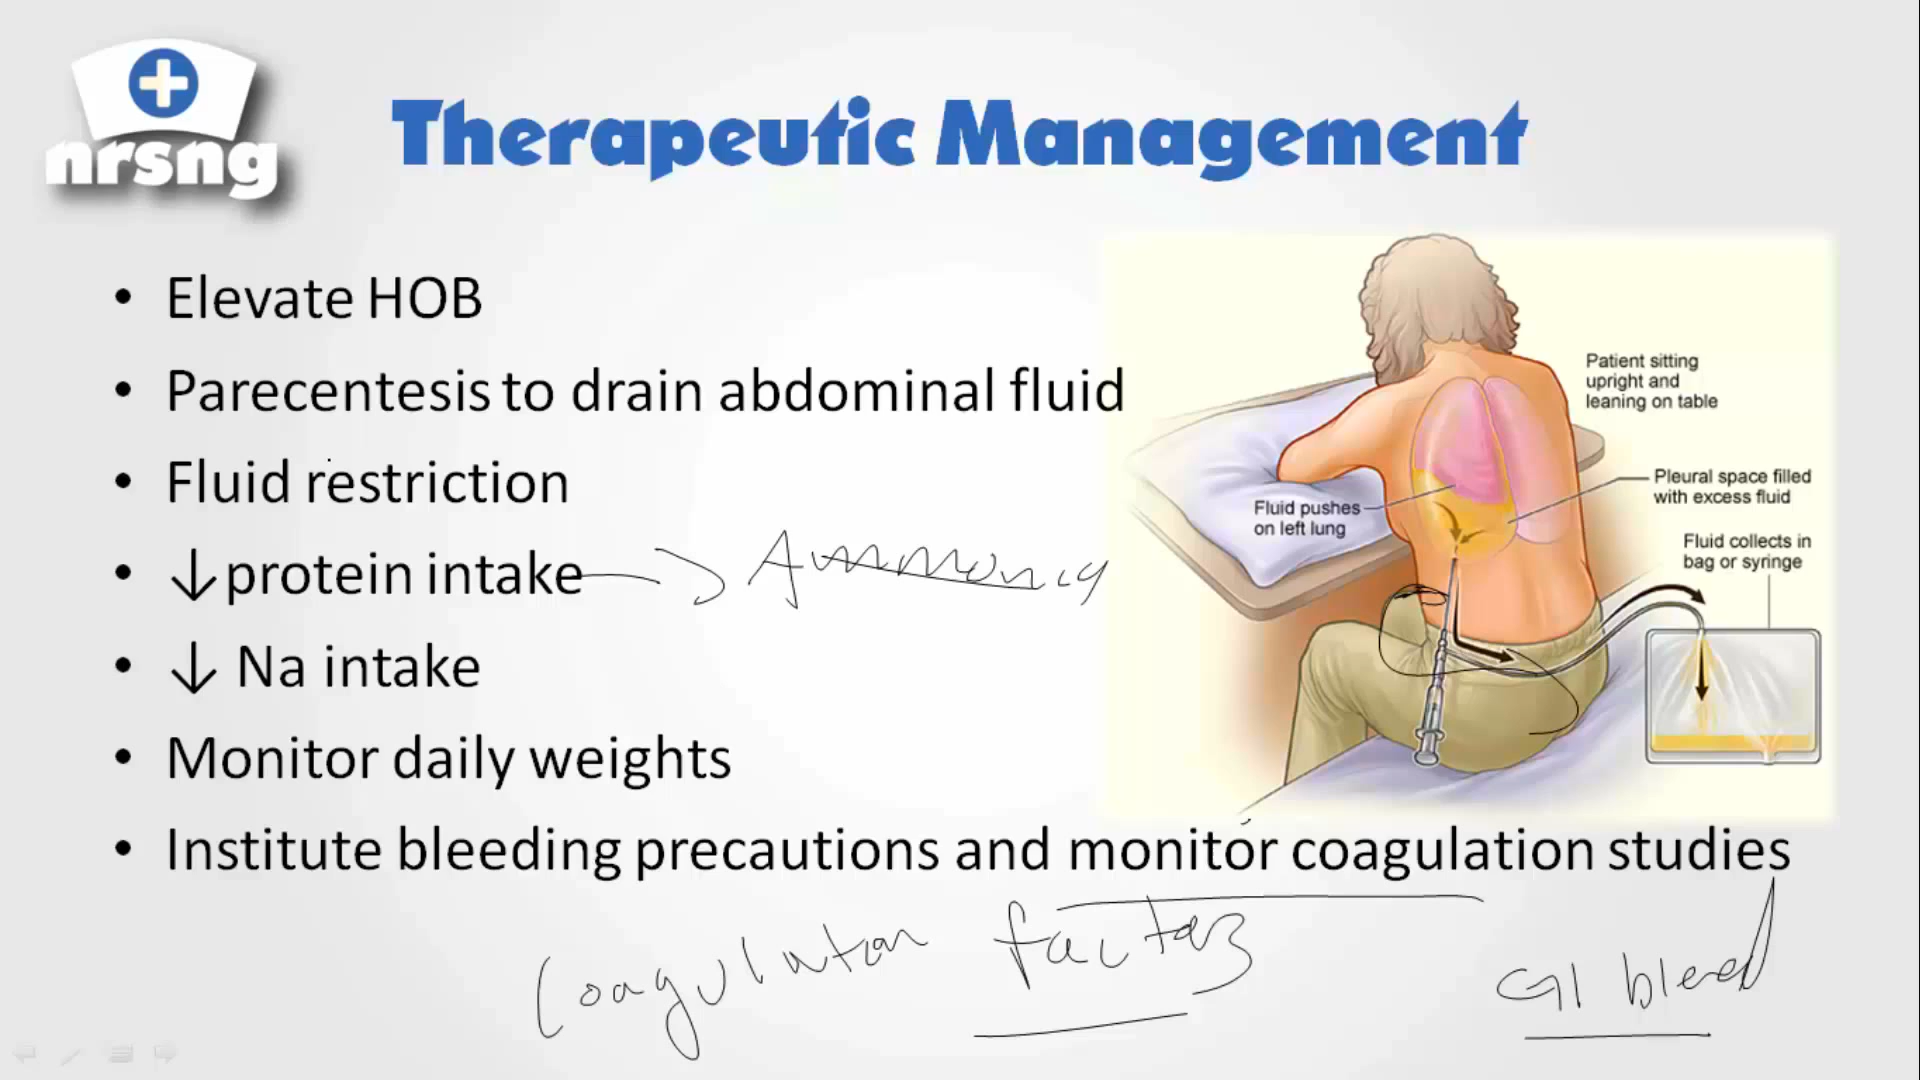 nrsng
Therapeutic Management
• Elevate HOB
• Parecentesis to drain abdominal fluid
• Fluid restriction
• ↓protein intake → Ammonia
• ↓ Na intake
• Monitor daily weights
• Institute bleeding precautions and monitor coagulation studies
Coagulation factors
GI bleed
Patient sitting
upright and
leaning on table
Pleural space filled
with excess fluid
Fluid pushes
on left lung
Fluid collects in
bag or syringe